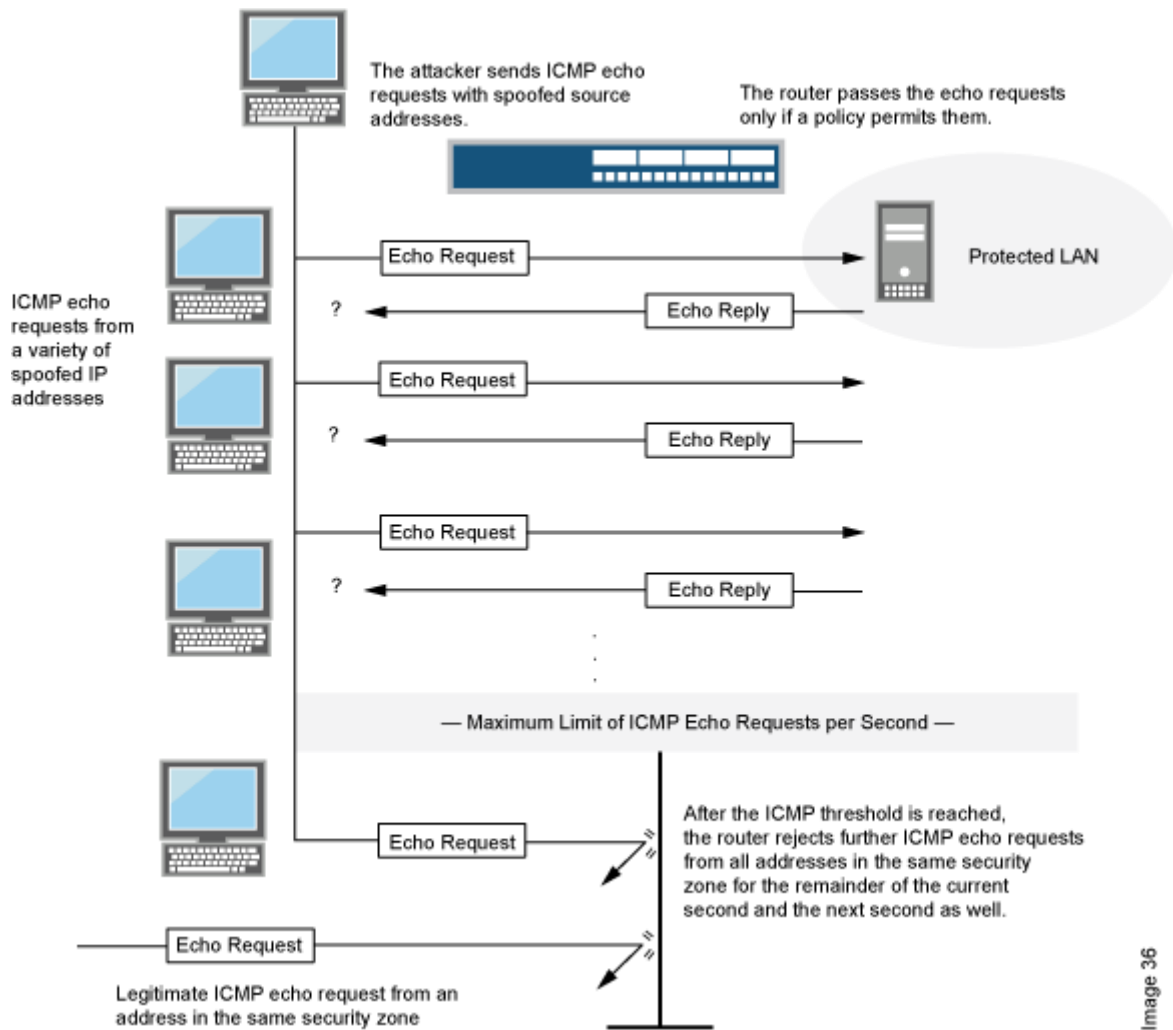 The attacker sends ICMP echo
requests with spoofed source
addresses.
The router passes the echo requests
only if a policy permits them.
Echo Request
Protected LAN
ICMP echo
requests from
a variety of
spoofed IP
addresses
?
Echo Reply
Echo Request
?
Echo Reply
Echo Request
?
Echo Reply
— Maximum Limit of ICMP Echo Requests per Second —
After the ICMP threshold is reached,
the router rejects further ICMP echo requests
from all addresses in the same security
zone for the remainder of the current
second and the next second as well.
Echo Request
Echo Request
Legitimate ICMP echo request from an
address in the same security zone
Image 36